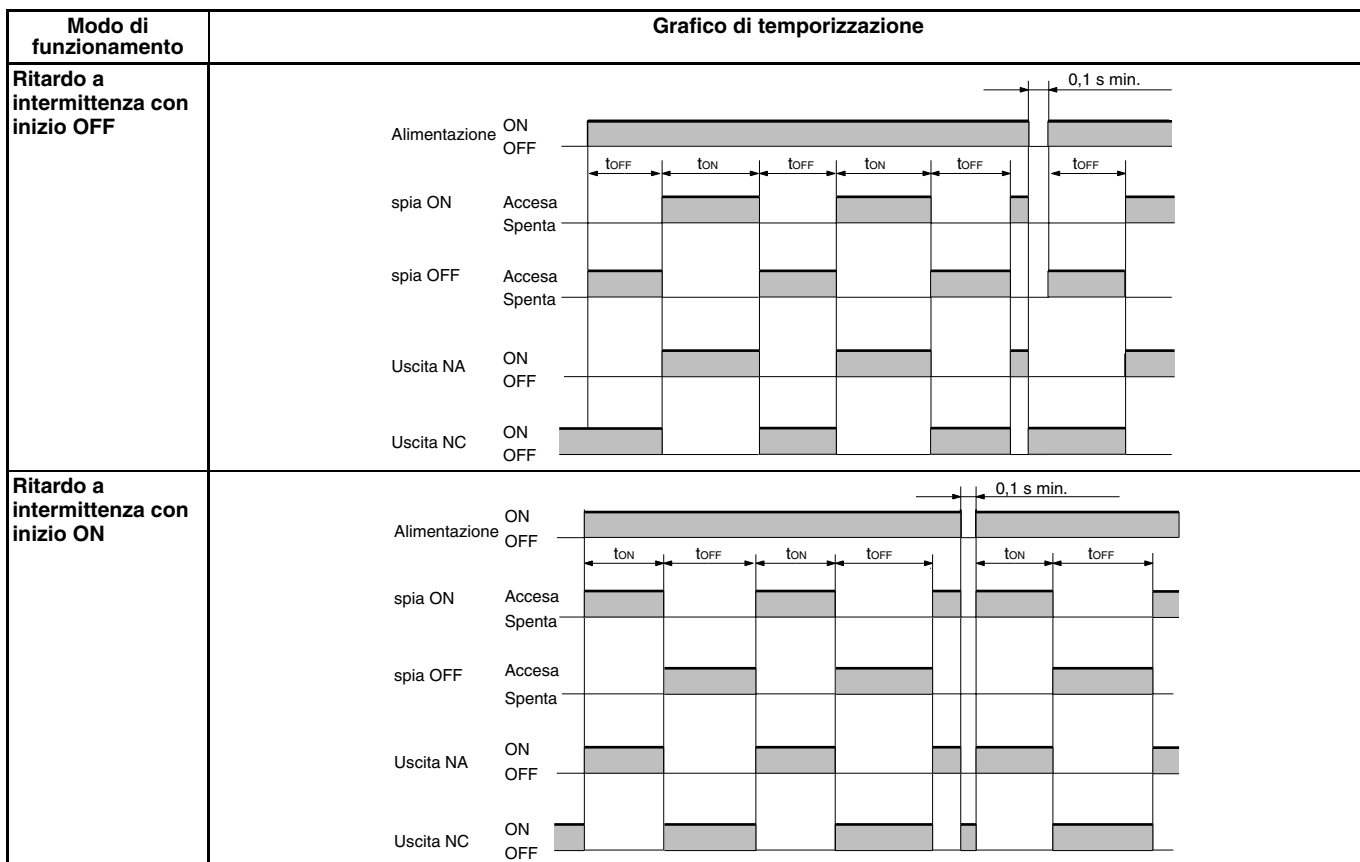 Modo di
funzionamento
Grafico di temporizzazione
Ritardo a
intermittenza con
inizio OFF
0,1 s min.
Alimentazione
ON
OFF
tOFF
tON
tOFF
tON
tOFF
tOFF
spia ON
Accesa
Spenta
spia OFF
Accesa
Spenta
Uscita NA
ON
OFF
Uscita NC
ON
OFF
Ritardo a
intermittenza con
inizio ON
0,1 s min.
Alimentazione
ON
OFF
tON
tOFF
tON
tOFF
tON
tOFF
spia ON
Accesa
Spenta
spia OFF
Accesa
Spenta
Uscita NA
ON
OFF
Uscita NC
ON
OFF